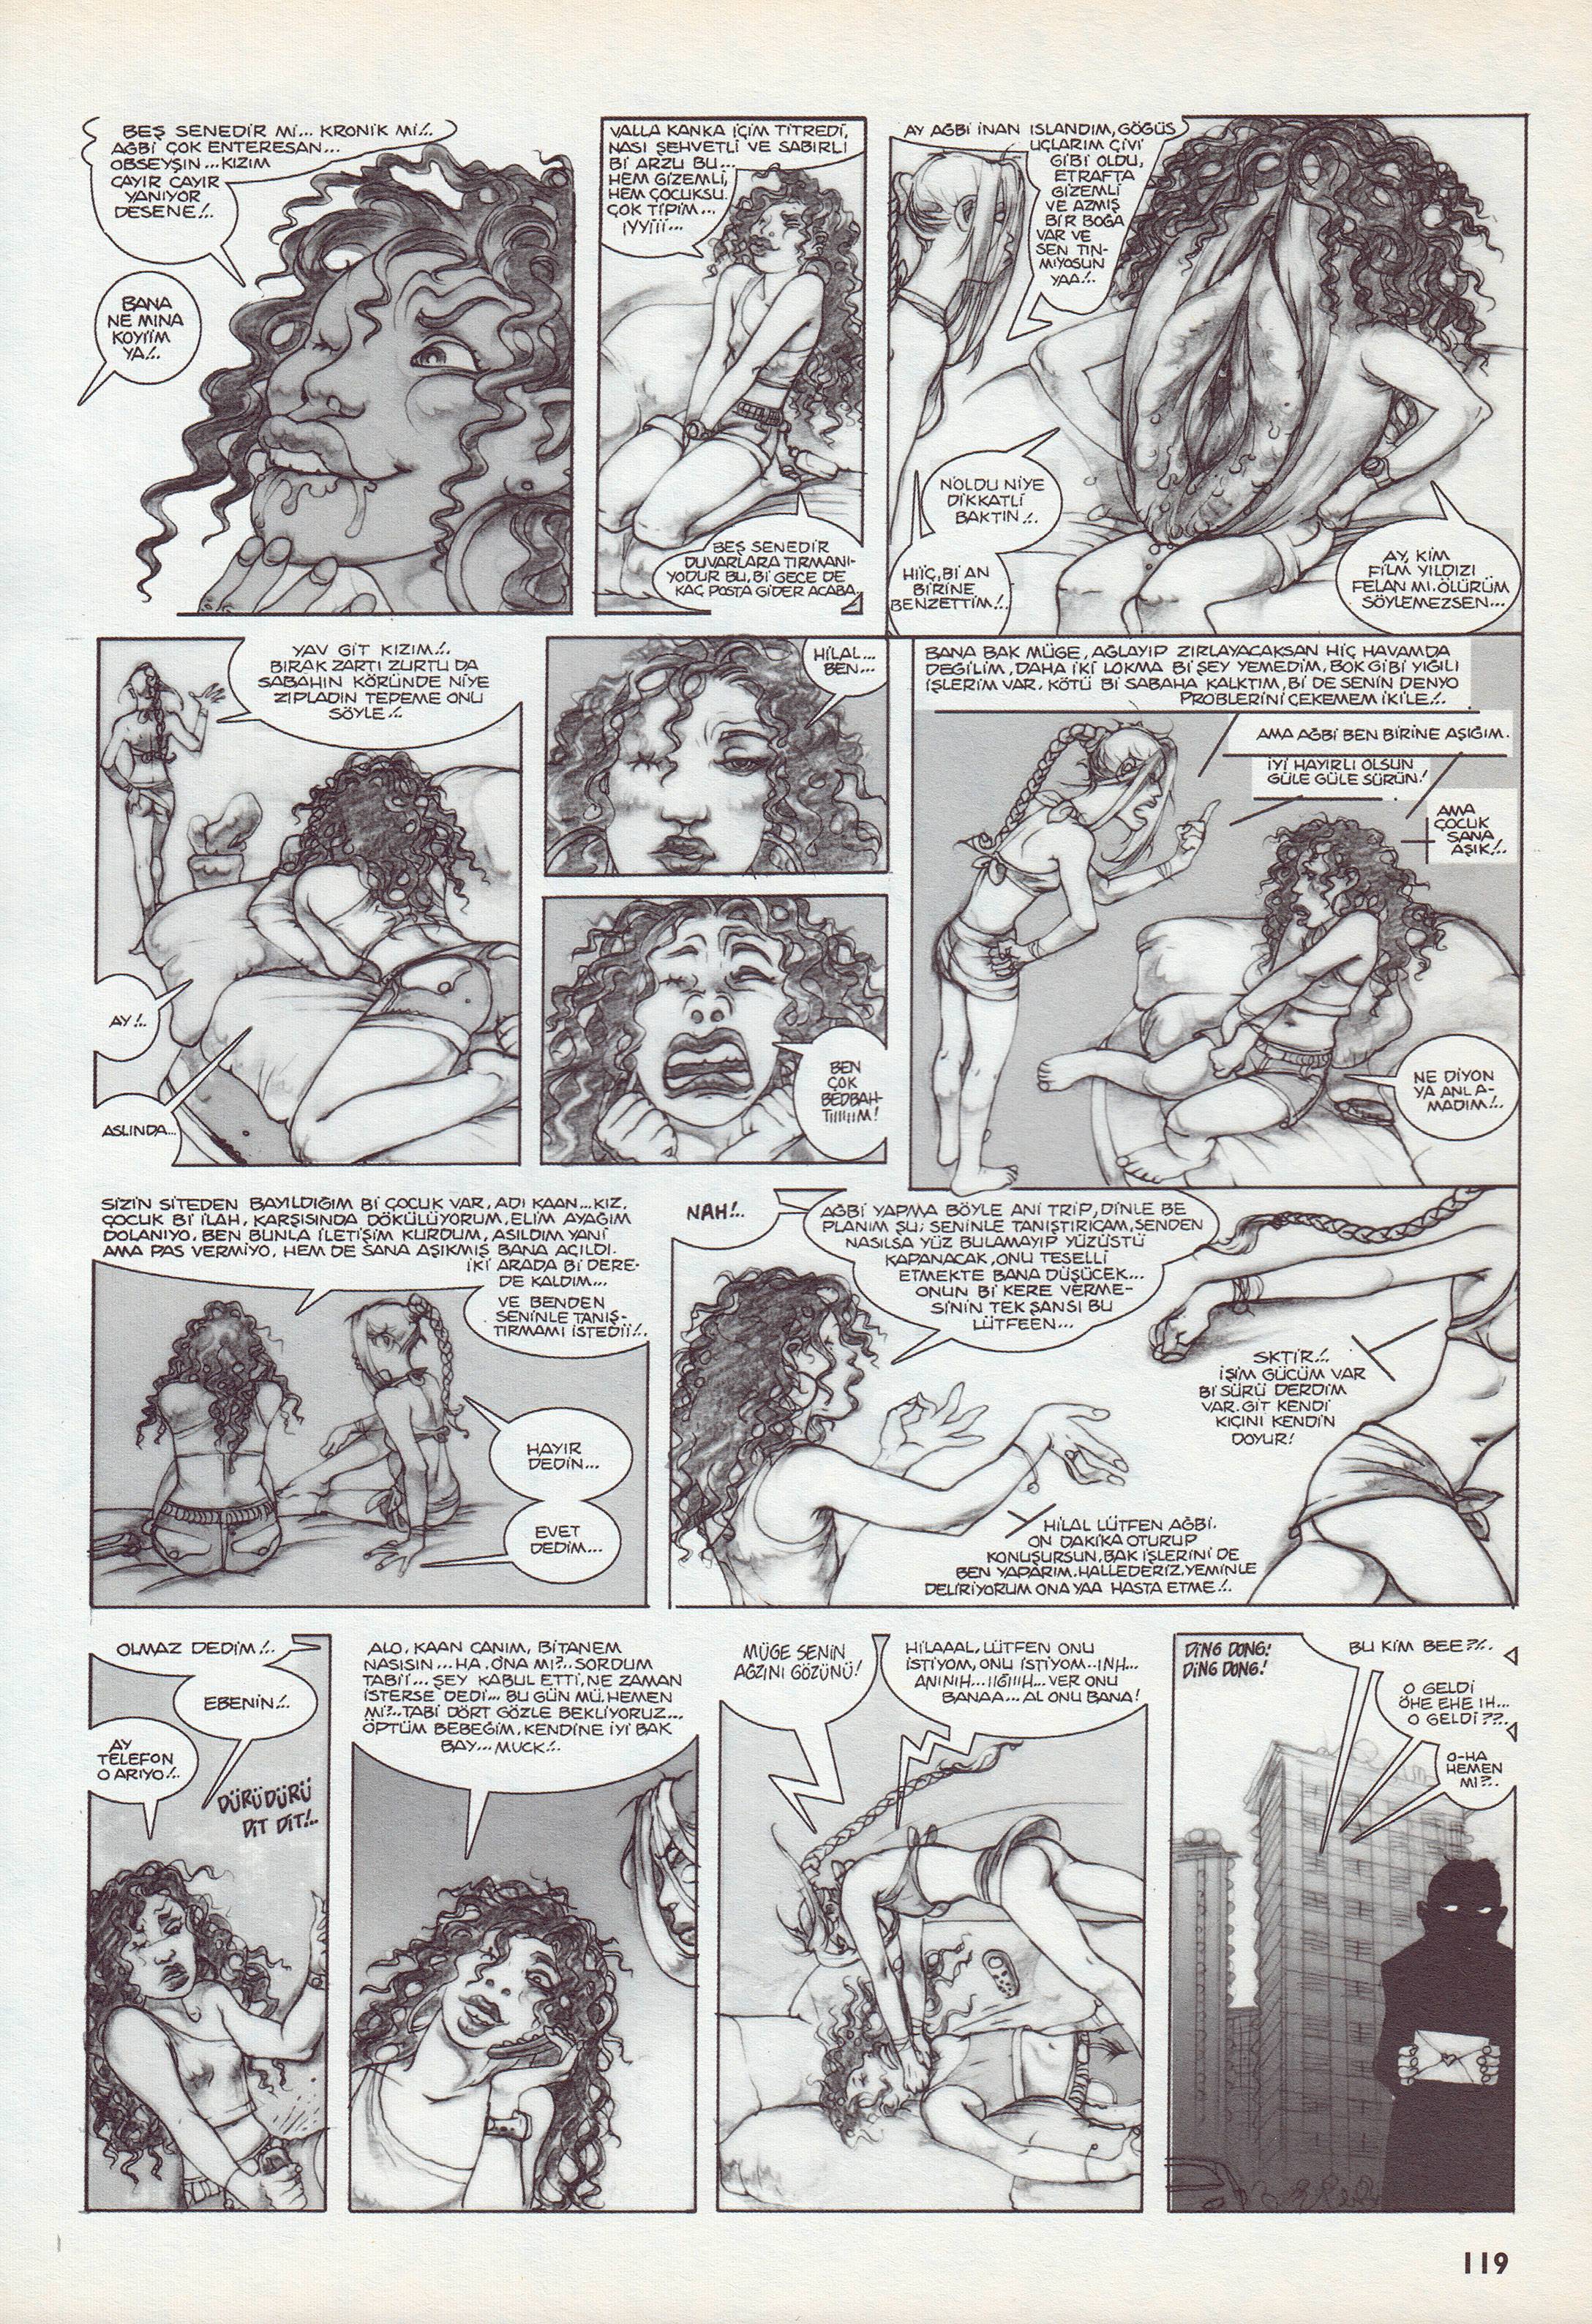 BEŞ SENEDİR Mİ... KRONİK Mİ!..
AĞBİ ÇOK ENTERESAN...
OBSEYŞIN...KIZIM
CAYIR CAYIR
YANIYOR
DESENE!..
BANA
NE MINA
KOYİİM
YA!..
VALLA KANKA İÇİM TİTREDİ,
NASI ŞEHVETLİ VE SABIRLI
Bİ ARZU BU...
HEM GİZEMLİ,
HEM ÇOCUKSU.
ÇOK TİPİM...
IYYİİİ...
BEŞ SENEDİR
DUVARLARA TIRMANI-
YODUR BU, Bİ GECE DE
KAÇ POSTA GİDER ACABA
AY AĞBİ İNAN ISLANDIM, GÖĞÜS
UÇLARIM ÇİVİ
GİBİ OLDU,
ETRAFTA
GİZEMLİ
VE AZMIŞ
BİR BOĞA
VAR VE
SEN TIN-
MIYOSUN
YAA!..
N'OLDU NİYE
DİKKATLİ
BAKTIN!..
HİİÇ, Bİ AN
BİRİNE
BENZETTİM!..
AY, KİM
FİLM YILDIZI
FELAN MI. ÖLÜRÜM
SÖYLEMEZSEN...
YAV GİT KIZIM!..
BIRAK ZARTI ZURTU DA
SABAHIN KÖRÜNDE NİYE
ZIPLADIN TEPEME ONU
SÖYLE!..
AY!..
ASLINDA...
HİLAL...
BEN...
BEN
ÇOK
BEDBAH-
TIIIIIIM!
BANA BAK MÜGE, AĞLAYIP ZIRLAYACAKSAN HİÇ HAVAMDA
DEĞİLİM, DAHA İKİ LOKMA Bİ ŞEY YEMEDİM, BOK GİBİ YIĞILI
İŞLERİM VAR. KÖTÜ Bİ SABAHA KALKTIM, Bİ DE SENİN DENYO
PROBLERİNİ ÇEKEMEM İKİLE!..
AMA AĞBİ BEN BİRİNE AŞIĞIM.
İYİ HAYIRLI OLSUN
GÜLE GÜLE SÜRÜN!
AMA
ÇOCUK
SANA
AŞIK!..
NE DİYON
YA ANLA-
MADIM!..
SİZİN SİTEDEN BAYILDIĞIM Bİ ÇOCUK VAR, ADI KAAN...KIZ,
ÇOCUK Bİ İLAH, KARŞISINDA DÖKÜLÜYORUM, ELİM AYAĞIM
DOLANIYO, BEN BUNLA İLETİŞİM KURDUM, ASILDIM YANİ
AMA PAS VERMİYO, HEM DE SANA AŞIKMIŞ BANA AÇILDI.
İKİ ARADA Bİ DERE-
DE KALDIM...
VE BENDEN
SENİNLE TANIŞ-
TIRMAMI İSTEDİİ!..
HAYIR
DEDİN...
EVET
DEDİM...
NAH!..
AĞBİ YAPMA BÖYLE ANİ TRİP, DİNLE BE
PLANIM ŞU; SENİNLE TANIŞTIRICAM, SENDEN
NASILSA YÜZ BULAMAYIP YÜZÜSTÜ
KAPANACAK, ONU TESELLİ
ETMEKTE BANA DÜŞÜCEK...
ONUN Bİ KERE VERME-
SİNİN TEK ŞANSI BU
LÜTFEEN...
SKTİR!..
İŞİM GÜCÜM VAR
Bİ SÜRÜ DERDİM
VAR. GİT KENDİ
KIÇINI KENDİN
DOYUR!
HİLAL LÜTFEN AĞBİ.
ON DAKİKA OTURUP
KONUŞURSUN, BAK İŞLERİNİ DE
BEN YAPARIM. HALLEDERİZ, YEMİNLE
DELİRİYORUM ONA YAA HASTA ETME!..
OLMAZ DEDİM!..
EBENİN!..
AY
TELEFON
O ARIYO!..
DÜRÜDÜRÜ
DİT DİT!..
ALO, KAAN CANIM, BİTANEM
NASISIN...HA, O'NA MI?..SORDUM
TABİİ... ŞEY KABUL ETTİ, NE ZAMAN
İSTERSE DEDİ... BU GÜN MÜ, HEMEN
Mİ?..TABİ DÖRT GÖZLE BEKLİYORUZ...
ÖPTÜM BEBEĞİM, KENDİNE İYİ BAK
BAY...MUCK!..
MÜGE SENİN
AĞZINI GÖZÜNÜ!
HİLAAAL, LÜTFEN ONU
İSTİYOM, ONU İSTİYOM..INH...
ANINIH...IIĞIIIH...VER ONU
BANAA... AL ONU BANA!
DİNG DONG!
DİNG DONG!
BU KİM BEE?!..
O GELDİ
ÖHE EHE IH...
O GELDİ??..
O-HA
HEMEN
Mİ?..
119